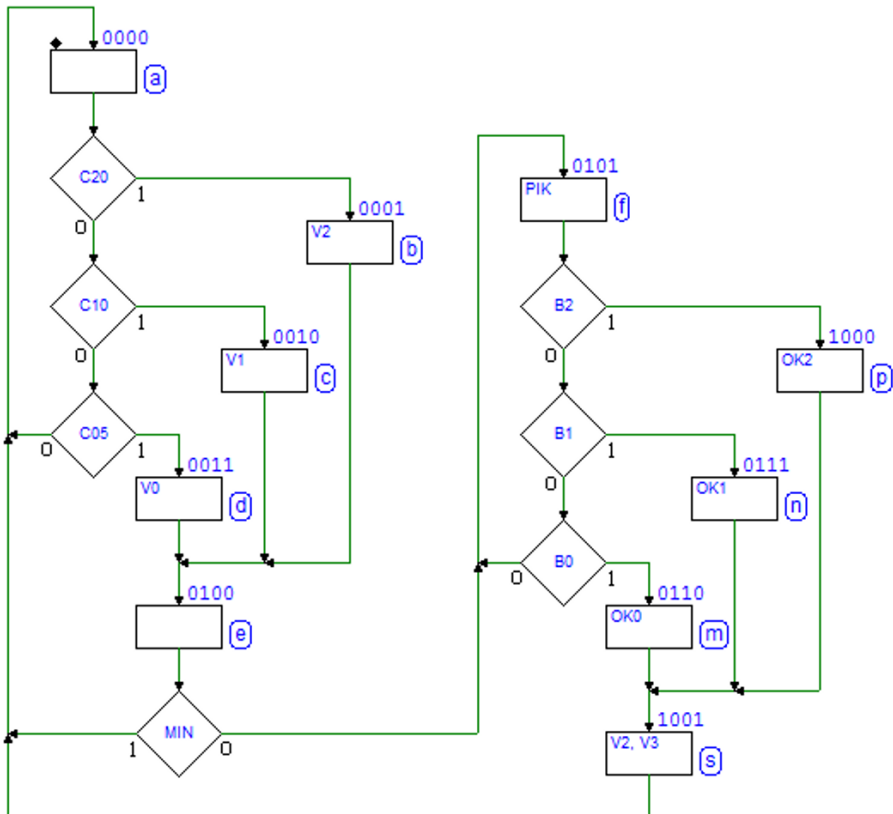 0000
a
C20
1
0
0001
V2
b
C10
1
0
0010
V1
c
C05
0
1
0011
V0
d
0100
e
MIN
1
0
0101
PIK
f
B2
1
0
1000
OK2
p
B1
1
0
0111
OK1
n
B0
0
1
0110
OK0
m
1001
V2, V3
s